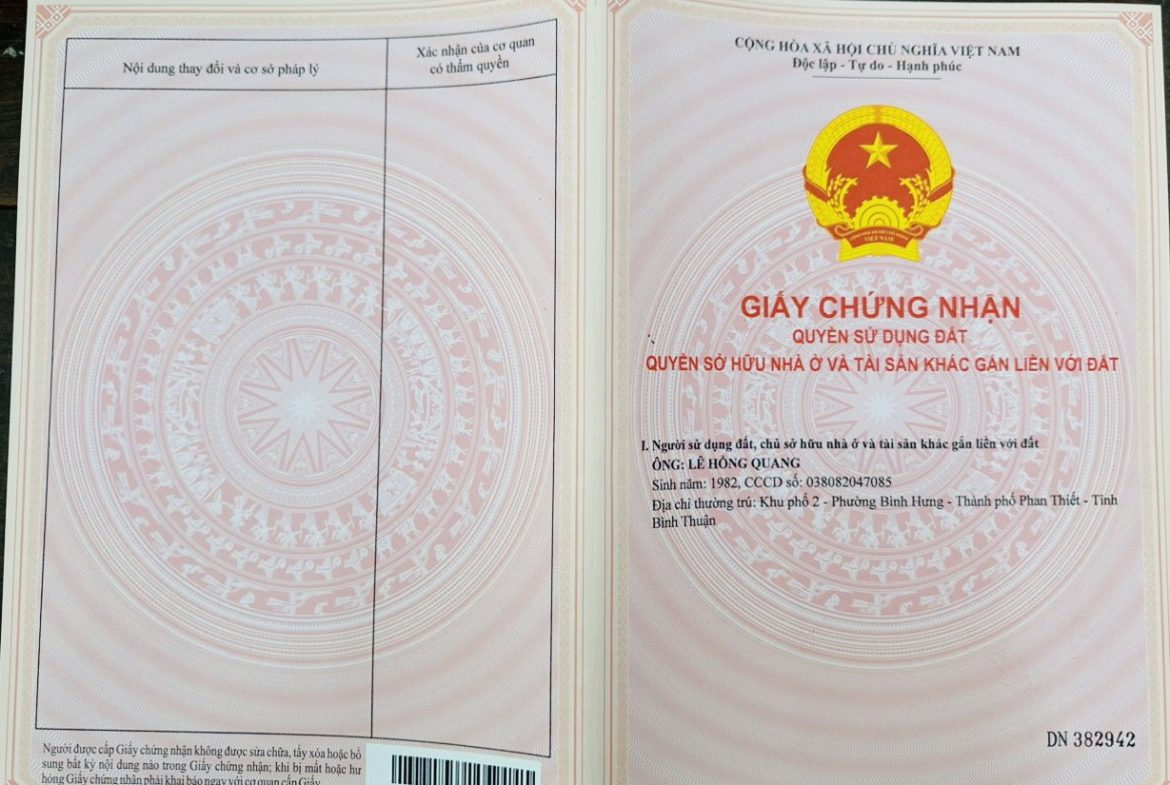 Nội dung thay đổi và cơ sở pháp lý
Xác nhận của cơ quan
có thẩm quyền
Người được cấp Giấy chứng nhận không được sửa chữa, tẩy xóa hoặc bổ
sung bất kỳ nội dung nào trong Giấy chứng nhận; khi bị mất hoặc hư
hỏng Giấy chứng nhận phải khai báo ngay với cơ quan cấp Giấy.
CỘNG HÒA XÃ HỘI CHỦ NGHĨA VIỆT NAM
Độc lập - Tự do - Hạnh phúc
VIỆT NAM
GIẤY CHỨNG NHẬN
QUYỀN SỬ DỤNG ĐẤT
QUYỀN SỞ HỮU NHÀ Ở VÀ TÀI SẢN KHÁC GẮN LIỀN VỚI ĐẤT
I. Người sử dụng đất, chủ sở hữu nhà ở và tài sản khác gắn liền với đất
ÔNG: LÊ HỒNG QUANG
Sinh năm: 1982, CCCD số: 038082047085
Địa chỉ thường trú: Khu phố 2 - Phường Bình Hưng - Thành phố Phan Thiết - Tỉnh
Bình Thuận
DN 382942